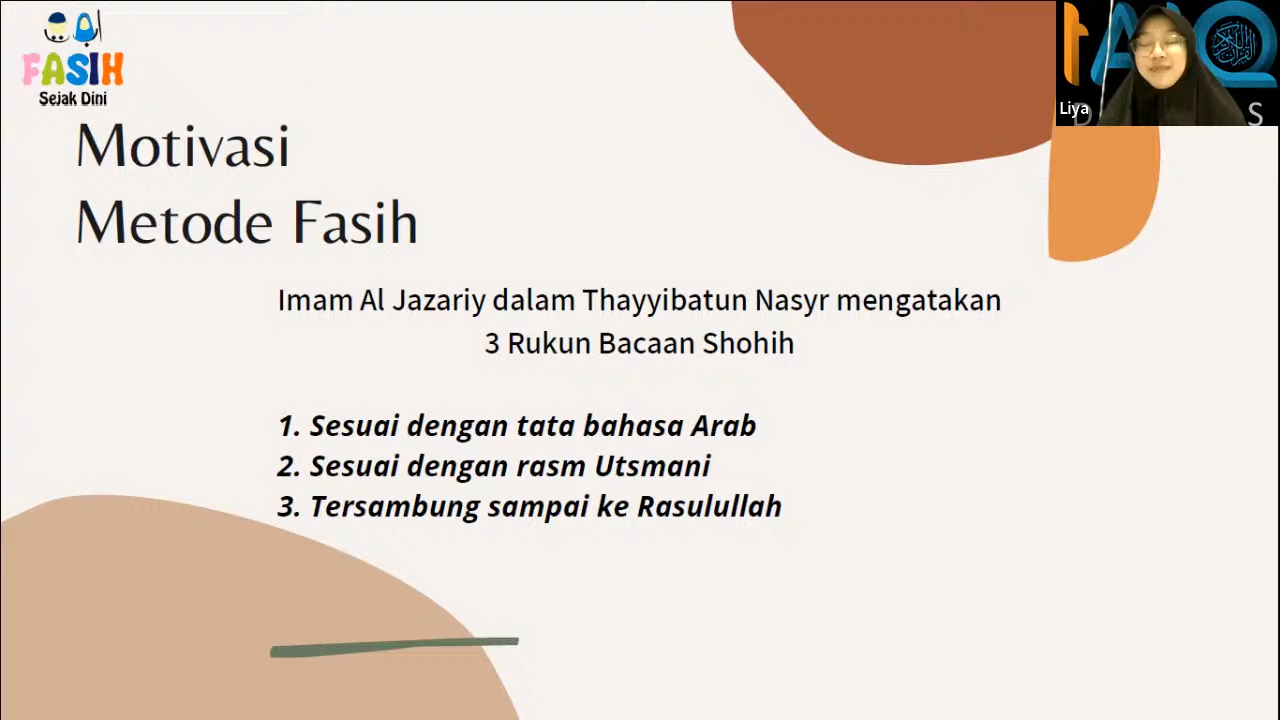 FASIH
Sejak Dini
Motivasi
Metode Fasih
Imam Al Jazariy dalam Thayyibatun Nasyr mengatakan
3 Rukun Bacaan Shohih
1. Sesuai dengan tata bahasa Arab
2. Sesuai dengan rasm Utsmani
3. Tersambung sampai ke Rasulullah
Liya